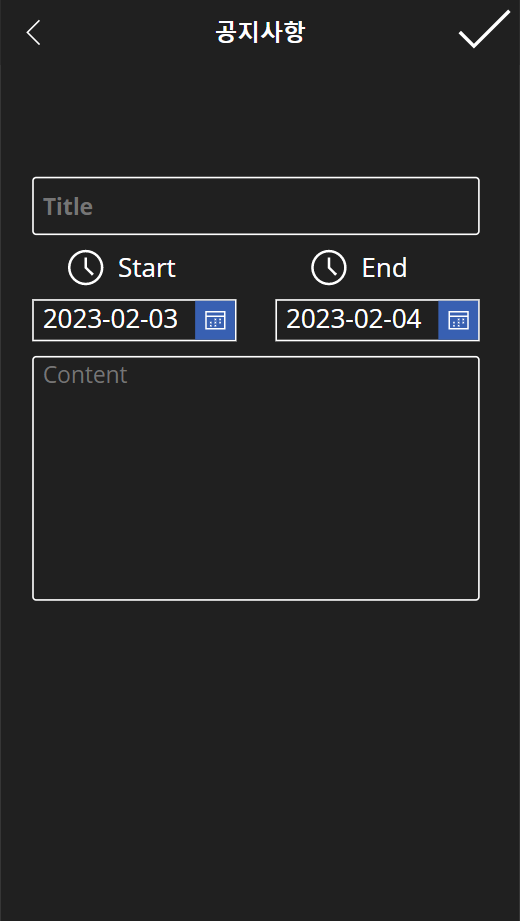 공지사항
Title
Start End
2023-02-03 2023-02-04
Content